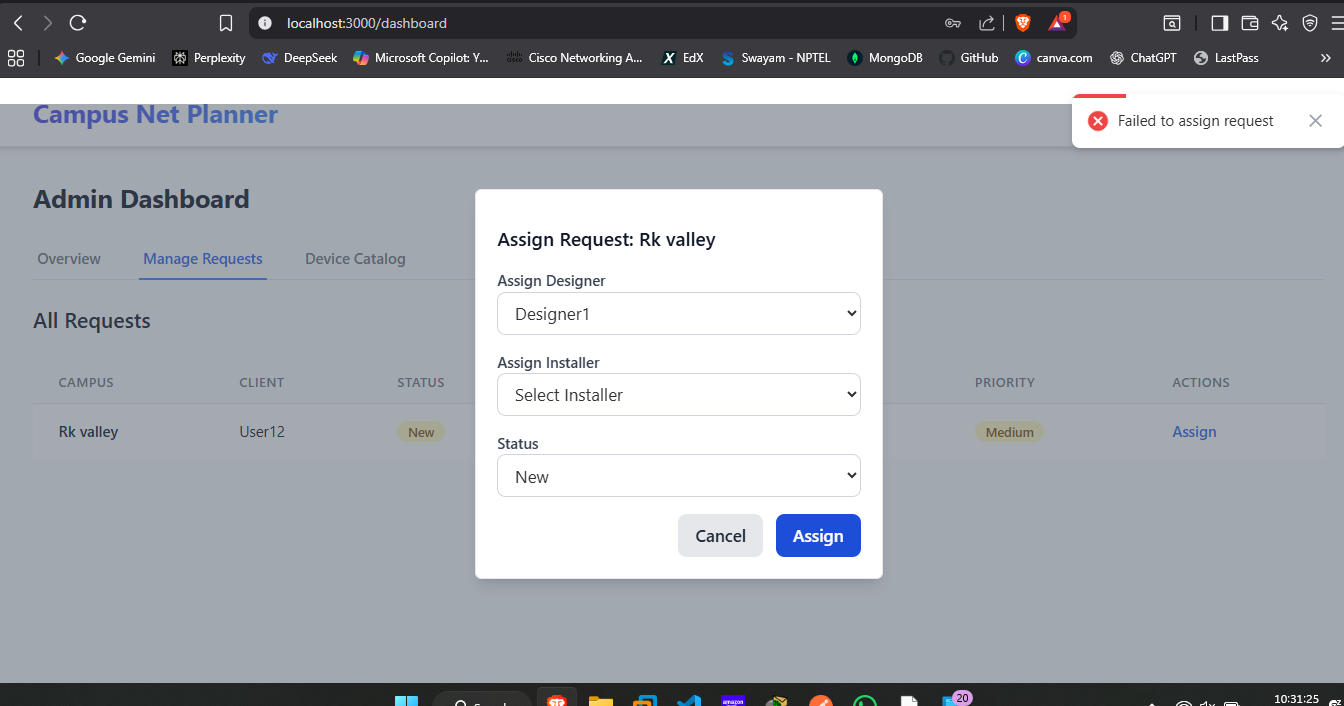 localhost:3000/dashboard
1
Google Gemini Perplexity DeepSeek Microsoft Copilot: Y... Cisco Networking A... EdX Swayam - NPTEL MongoDB GitHub canva.com ChatGPT LastPass »
Campus Net Planner
Failed to assign request
Admin Dashboard
Overview Manage Requests Device Catalog
All Requests
CAMPUS CLIENT STATUS PRIORITY ACTIONS
Rk valley User12 New Medium Assign
Assign Request: Rk valley
Assign Designer
Designer1
Assign Installer
Select Installer
Status
New
Cancel Assign
amazon
20
10:31:25